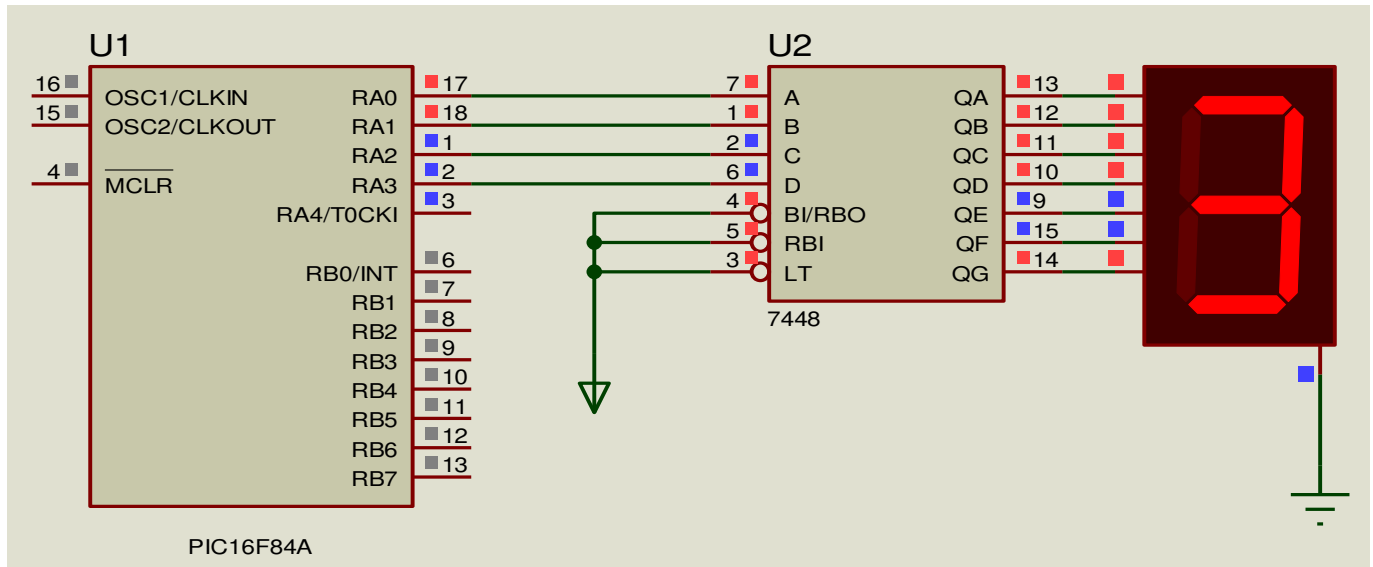 U1
16 OSC1/CLKIN RA0 17
15 OSC2/CLKOUT RA1 18
RA2 1
4 MCLR RA3 2
RA4/T0CKI 3
RB0/INT 6
RB1 7
RB2 8
RB3 9
RB4 10
RB5 11
RB6 12
RB7 13
PIC16F84A
U2
7 A QA 13
1 B QB 12
2 C QC 11
6 D QD 10
4 BI/RBO QE 9
5 RBI QF 15
3 LT QG 14
7448
3